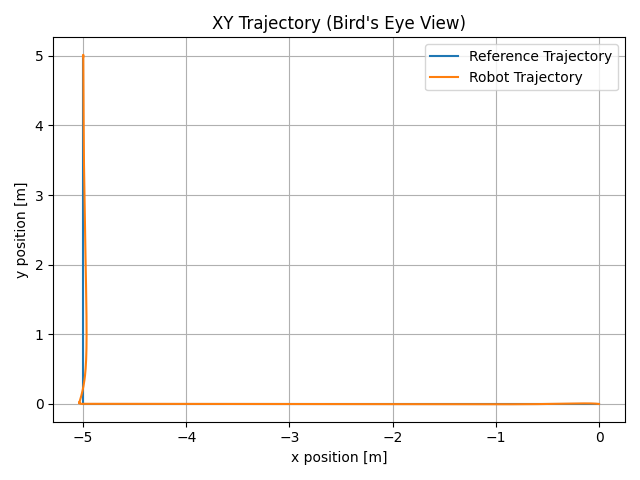 XY Trajectory (Bird's Eye View)
Reference Trajectory
Robot Trajectory
5
4
3
2
1
0
y position [m]
−5
−4
−3
−2
−1
0
x position [m]